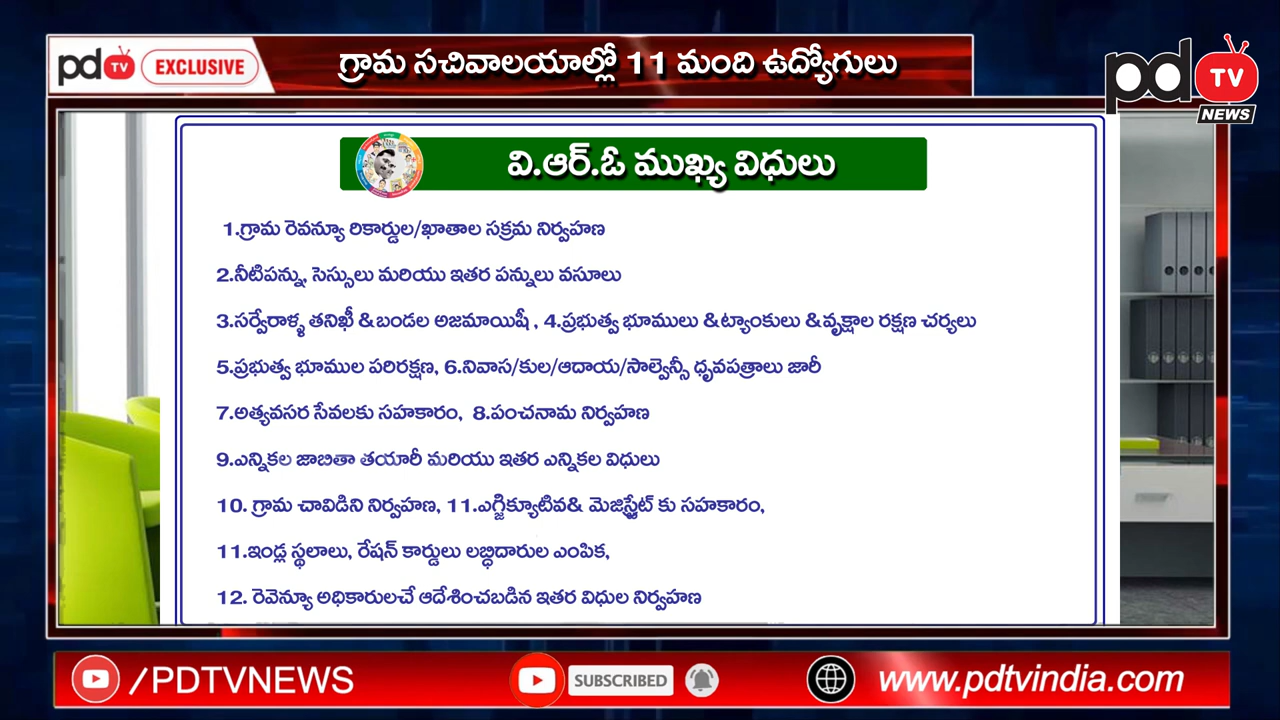 pd TV EXCLUSIVE
గ్రామ సచివాలయాల్లో 11 మంది ఉద్యోగులు
pd TV NEWS
వి.ఆర్.ఓ ముఖ్య విధులు
1.గ్రామ రెవన్యూ రికార్డుల/ఖాతాల సక్రమ నిర్వహణ
2.నీటిపన్ను, సెస్సులు మరియు ఇతర పన్నులు వసూలు
3.సర్వేరాళ్ళ తనిఖీ &బండల అజమాయిషీ , 4.ప్రభుత్వ భూములు &ట్యాంకులు &వృక్షాల రక్షణ చర్యలు
5.ప్రభుత్వ భూముల పరిరక్షణ, 6.నివాస/కుల/ఆదాయ/సాల్వెన్సీ ధృవపత్రాలు జారీ
7.అత్యవసర సేవలకు సహకారం, 8.పంచనామ నిర్వహణ
9.ఎన్నికల జాబితా తయారీ మరియు ఇతర ఎన్నికల విధులు
10. గ్రామ చావిడిని నిర్వహణ, 11.ఎగ్జిక్యూటివ& మెజిస్ట్రేట్ కు సహకారం,
11.ఇండ్ల స్థలాలు, రేషన్ కార్డులు లబ్ధిదారుల ఎంపిక,
12. రెవెన్యూ అధికారులచే ఆదేశించబడిన ఇతర విధుల నిర్వహణ
/PDTVNEWS SUBSCRIBED www.pdtvindia.com